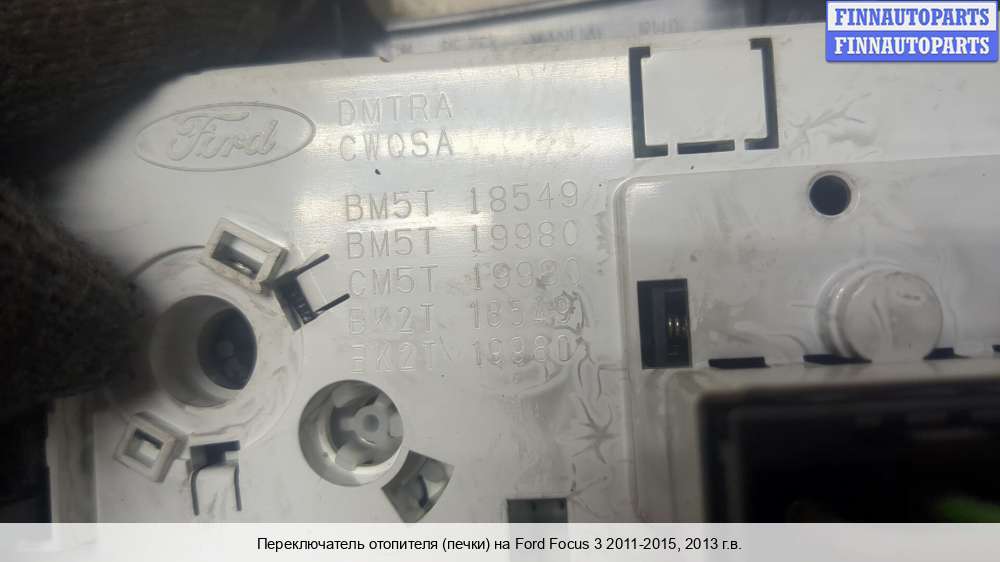 FINNAUTOPARTS
FINNAUTOPARTS
Ford
DMTRA
CWQSA
BM5T 18549
BM5T 19980
CM5T 19980
BK2T 18549
BK2T 19980
Переключатель отопителя (печки) на Ford Focus 3 2011-2015, 2013 г.в.